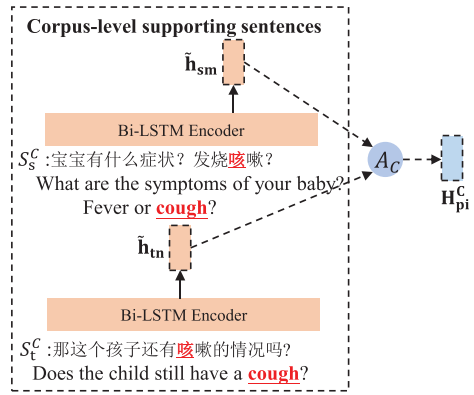 Corpus-level supporting sentences
h̃sm
Bi-LSTM Encoder
S_s^C :宝宝有什么症状？发烧咳嗽？
What are the symptoms of your baby?
Fever or cough?
A_C
H_pi^C
h̃tn
Bi-LSTM Encoder
S_t^C :那这个孩子还有咳嗽的情况吗?
Does the child still have a cough?